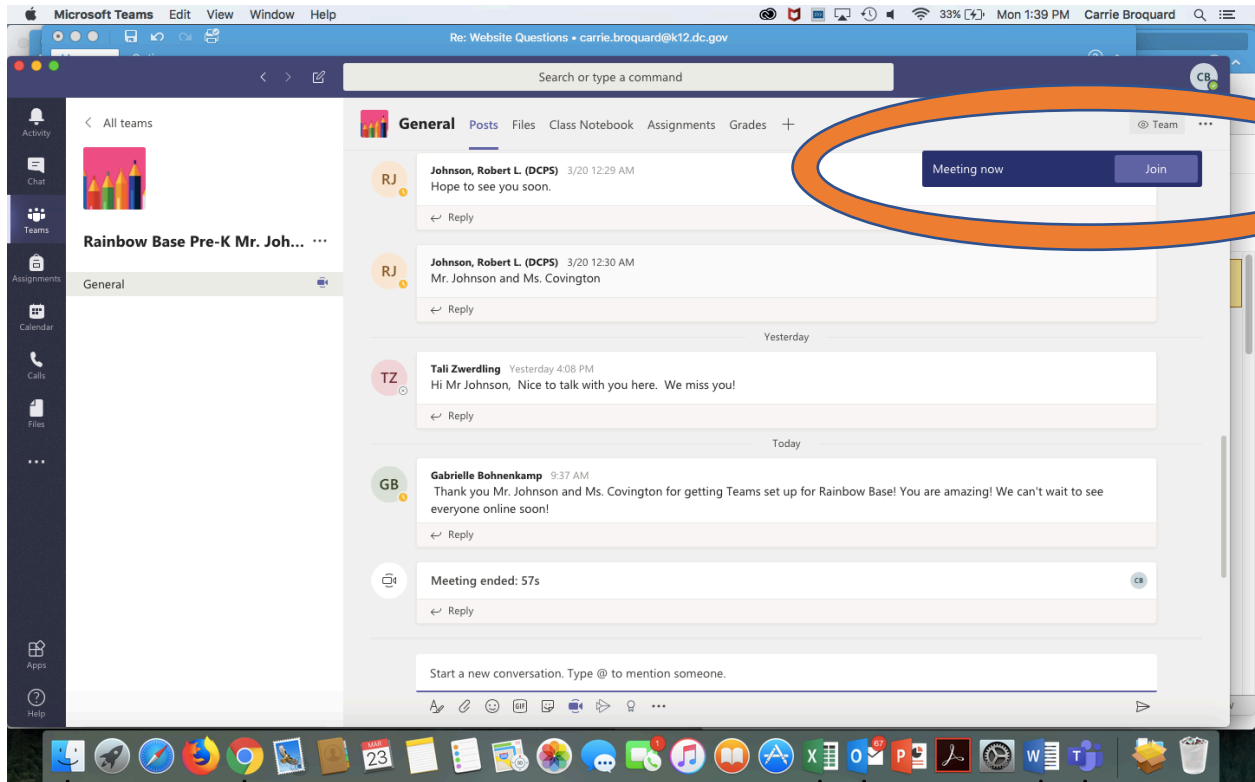 Microsoft Teams Edit View Window Help
33% Mon 1:39 PM Carrie Broquard
Re: Website Questions • carrie.broquard@k12.dc.gov
Search or type a command
CB
Activity
Chat
Teams
Assignments
Calendar
Calls
Files
Apps
Help
All teams
Rainbow Base Pre-K Mr. Joh... ...
General
General Posts Files Class Notebook Assignments Grades +
Team ...
Meeting now Join
RJ
Johnson, Robert L. (DCPS) 3/20 12:29 AM
Hope to see you soon.
Reply
RJ
Johnson, Robert L. (DCPS) 3/20 12:30 AM
Mr. Johnson and Ms. Covington
Reply
Yesterday
TZ
Tali Zwerdling Yesterday 4:08 PM
Hi Mr Johnson, Nice to talk with you here. We miss you!
Reply
Today
GB
Gabrielle Bohnenkamp 9:37 AM
Thank you Mr. Johnson and Ms. Covington for getting Teams set up for Rainbow Base! You are amazing! We can't wait to see
everyone online soon!
Reply
Meeting ended: 57s
CB
Reply
Start a new conversation. Type @ to mention someone.
GIF
MAR
23
1
67